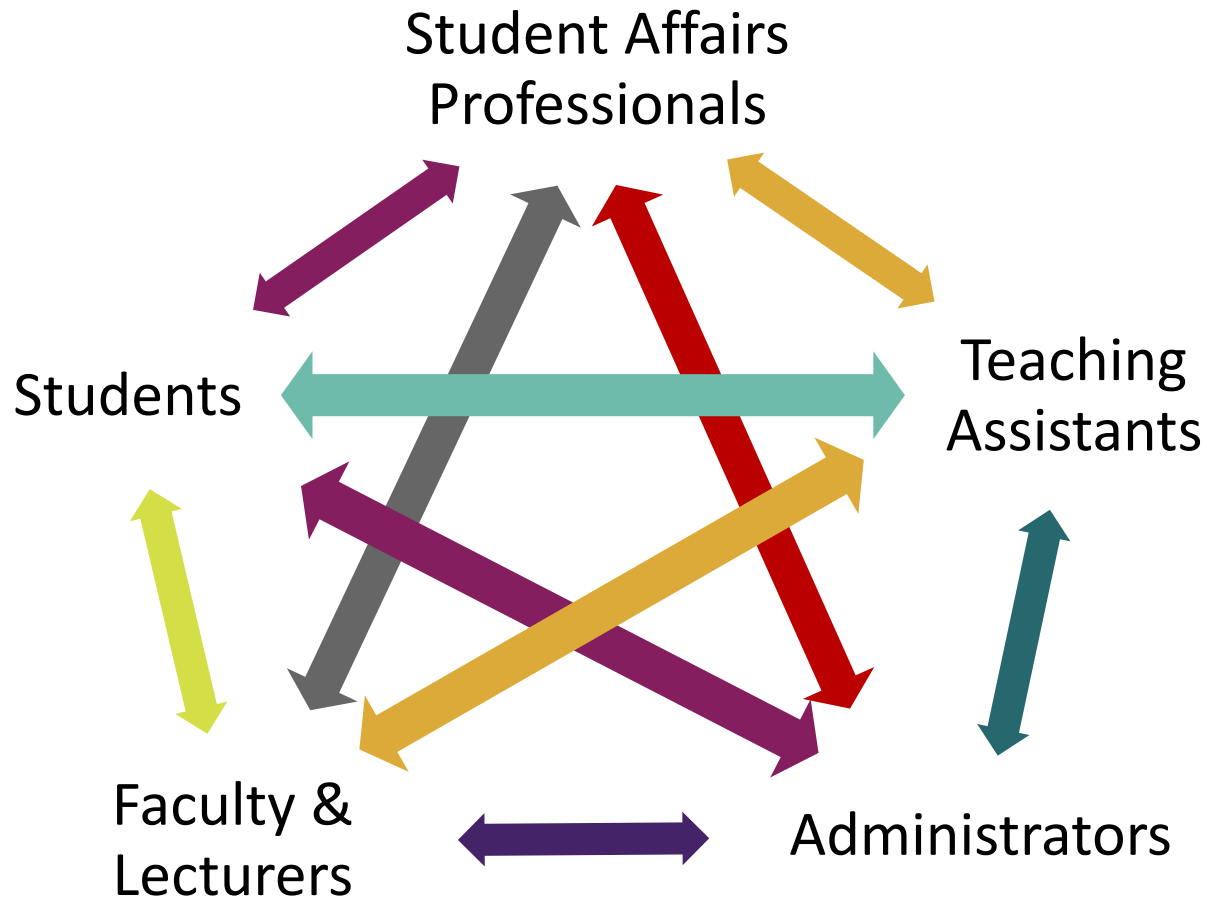 Student Affairs
Professionals
Students
Teaching
Assistants
Faculty &
Lecturers
Administrators